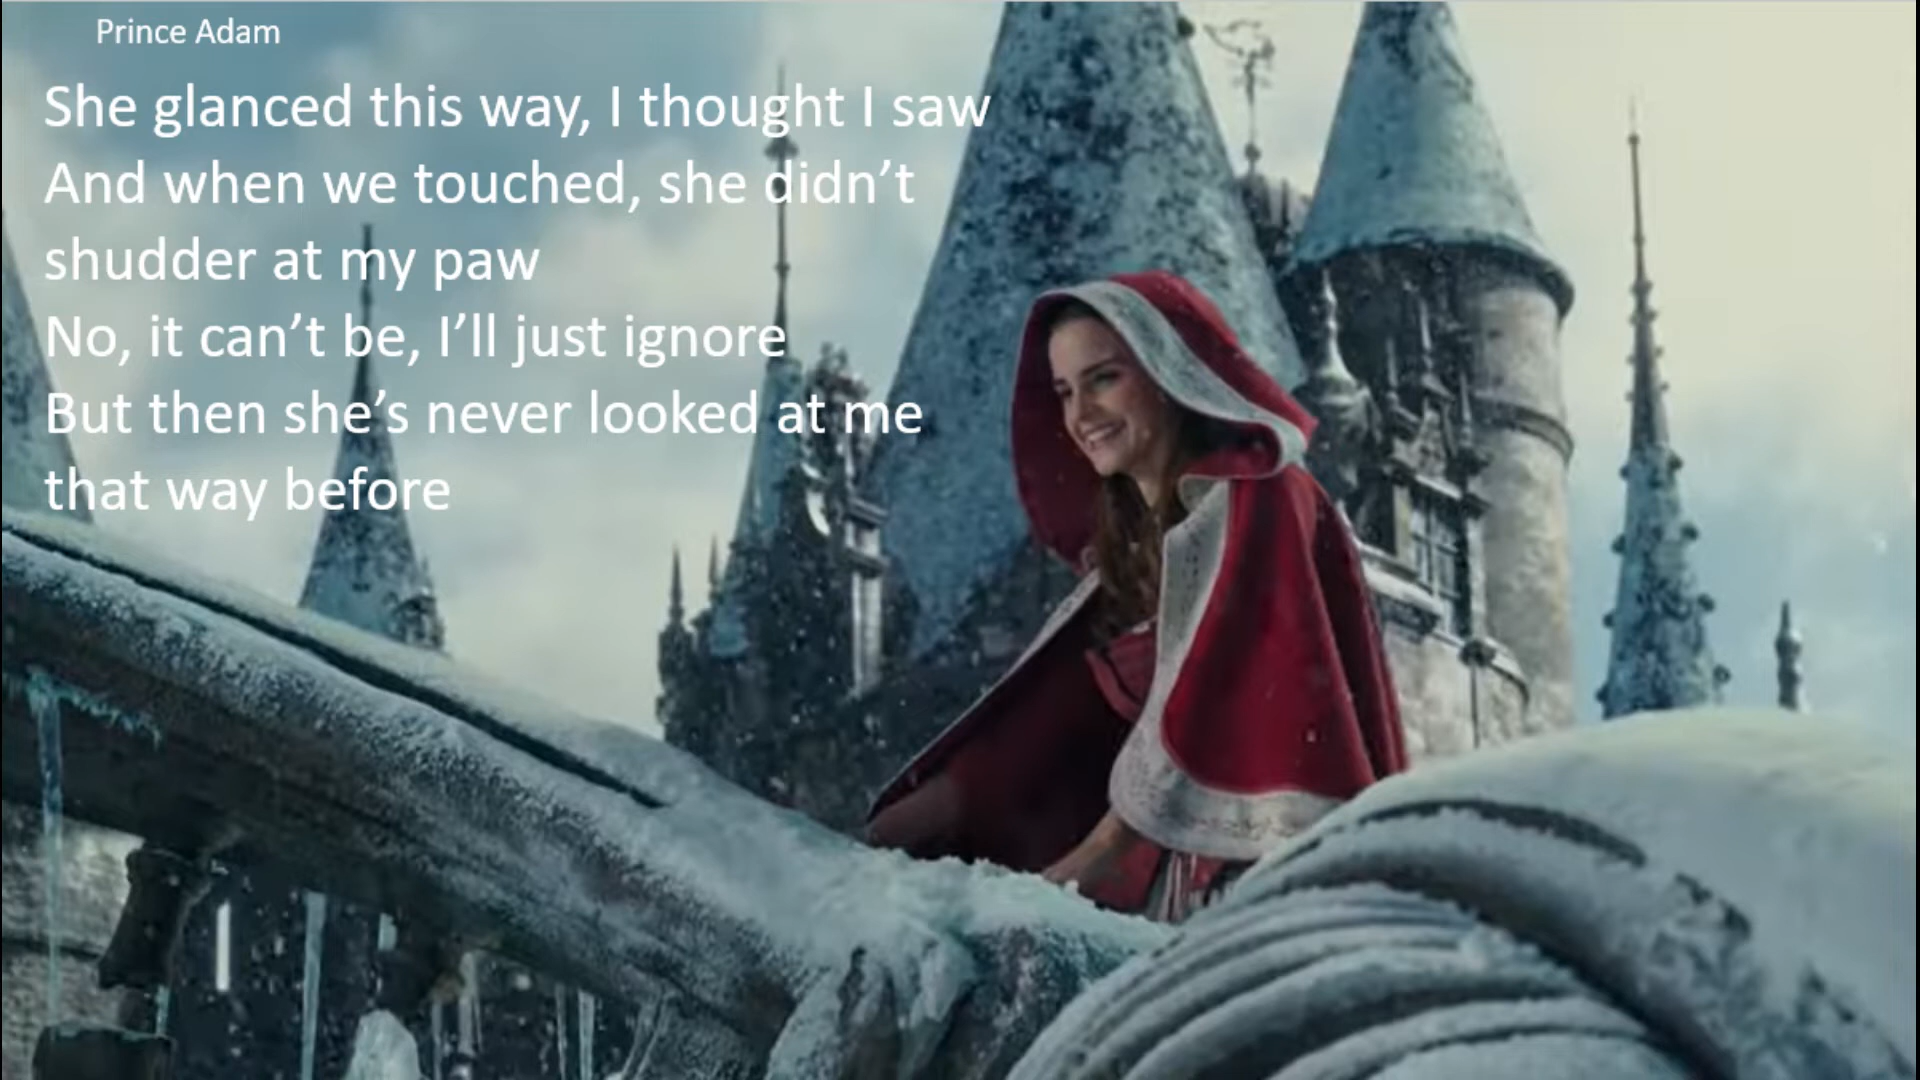 Prince Adam
She glanced this way, I thought I saw
And when we touched, she didn’t
shudder at my paw
No, it can’t be, I’ll just ignore
But then she’s never looked at me
that way before